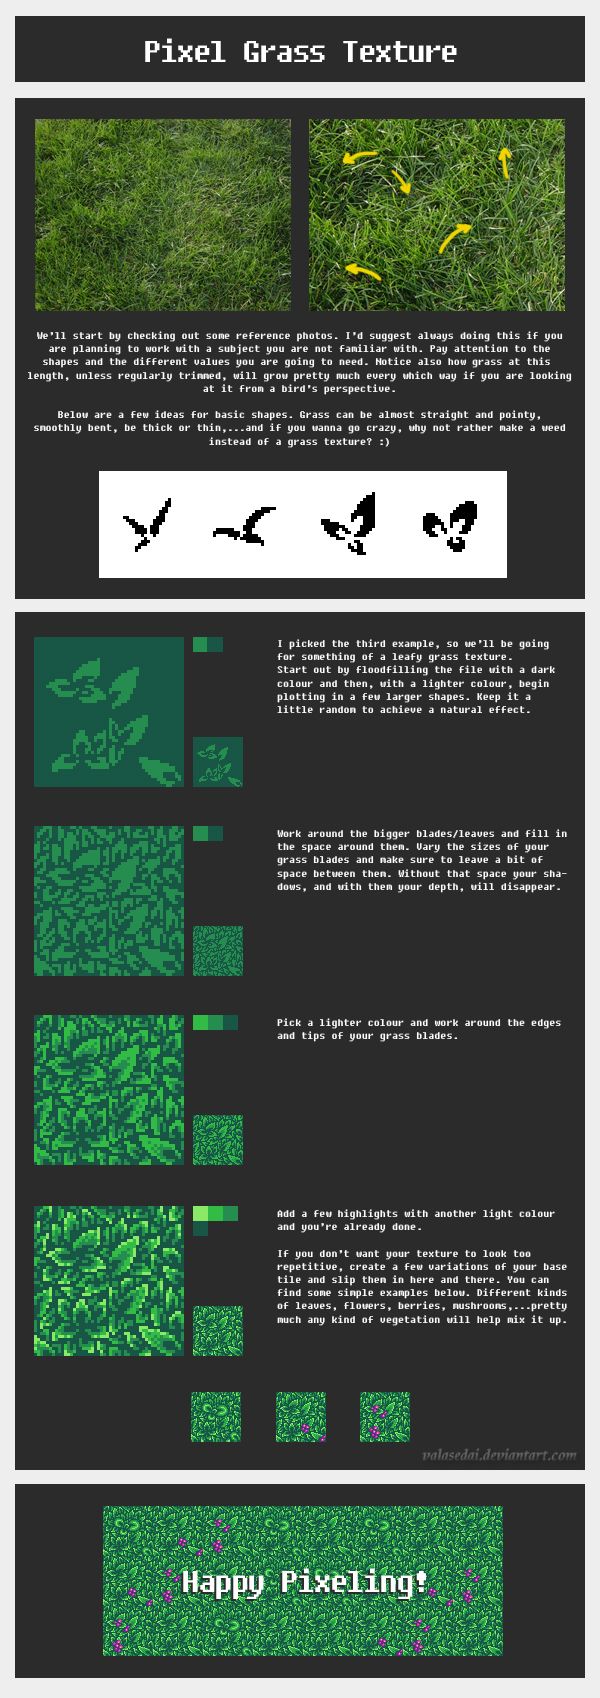 Pixel Grass Texture
We'll start by checking out some reference photos. I'd suggest always doing this if you
are planning to work with a subject you are not familiar with. Pay attention to the
shapes and the different values you are going to need. Notice also how grass at this
length, unless regularly trimmed, will grow pretty much every which way if you are looking
at it from a bird's perspective.
Below are a few ideas for basic shapes. Grass can be almost straight and pointy,
smoothly bent, be thick or thin,...and if you wanna go crazy, why not rather make a weed
instead of a grass texture? :)
I picked the third example, so we'll be going
for something of a leafy grass texture.
Start out by floodfilling the file with a dark
colour and then, with a lighter colour, begin
plotting in a few larger shapes. Keep it a
little random to achieve a natural effect.
Work around the bigger blades/leaves and fill in
the space around them. Vary the sizes of your
grass blades and make sure to leave a bit of
space between them. Without that space your sha-
dows, and with them your depth, will disappear.
Pick a lighter colour and work around the edges
and tips of your grass blades.
Add a few highlights with another light colour
and you're already done.
If you don't want your texture to look too
repetitive, create a few variations of your base
tile and slip them in here and there. You can
find some simple examples below. Different kinds
of leaves, flowers, berries, mushrooms,...pretty
much any kind of vegetation will help mix it up.
valasedai.deviantart.com
Happy Pixeling!